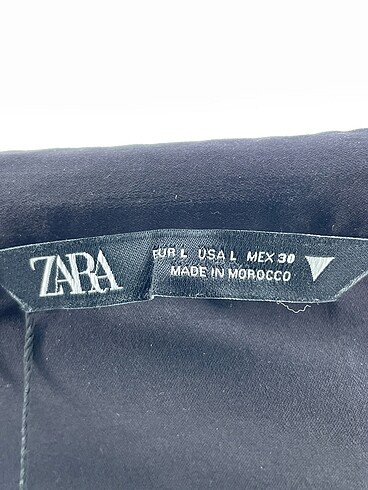 ZARA
EUR L USA L MEX 30
MADE IN MOROCCO